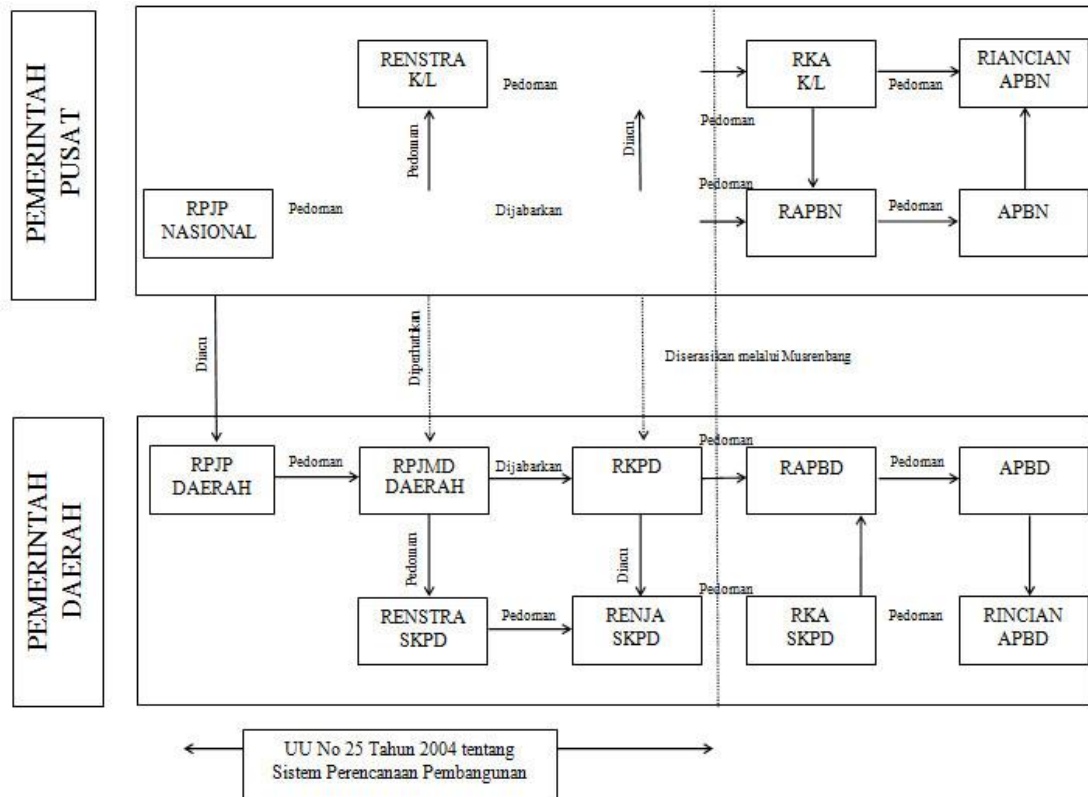 PEMERINTAH
PUSAT
RENSTRA
K/L
Pedoman
RKA
K/L
Pedoman
RIANCIAN
APBN
Pedoman
Pedoman
Diacu
RPJP
NASIONAL
Pedoman
Dijabarkan
Pedoman
RAPBN
Pedoman
APBN
Diacu
Diperhatikan
Diserasikan melalui Musrenbang
PEMERINTAH
DAERAH
RPJP
DAERAH
Pedoman
RPJMD
DAERAH
Dijabarkan
RKPD
Pedoman
RAPBD
Pedoman
APBD
Pedoman
Diacu
RENSTRA
SKPD
Pedoman
RENJA
SKPD
Pedoman
RKA
SKPD
Pedoman
RINCIAN
APBD
UU No 25 Tahun 2004 tentang
Sistem Perencanaan Pembangunan